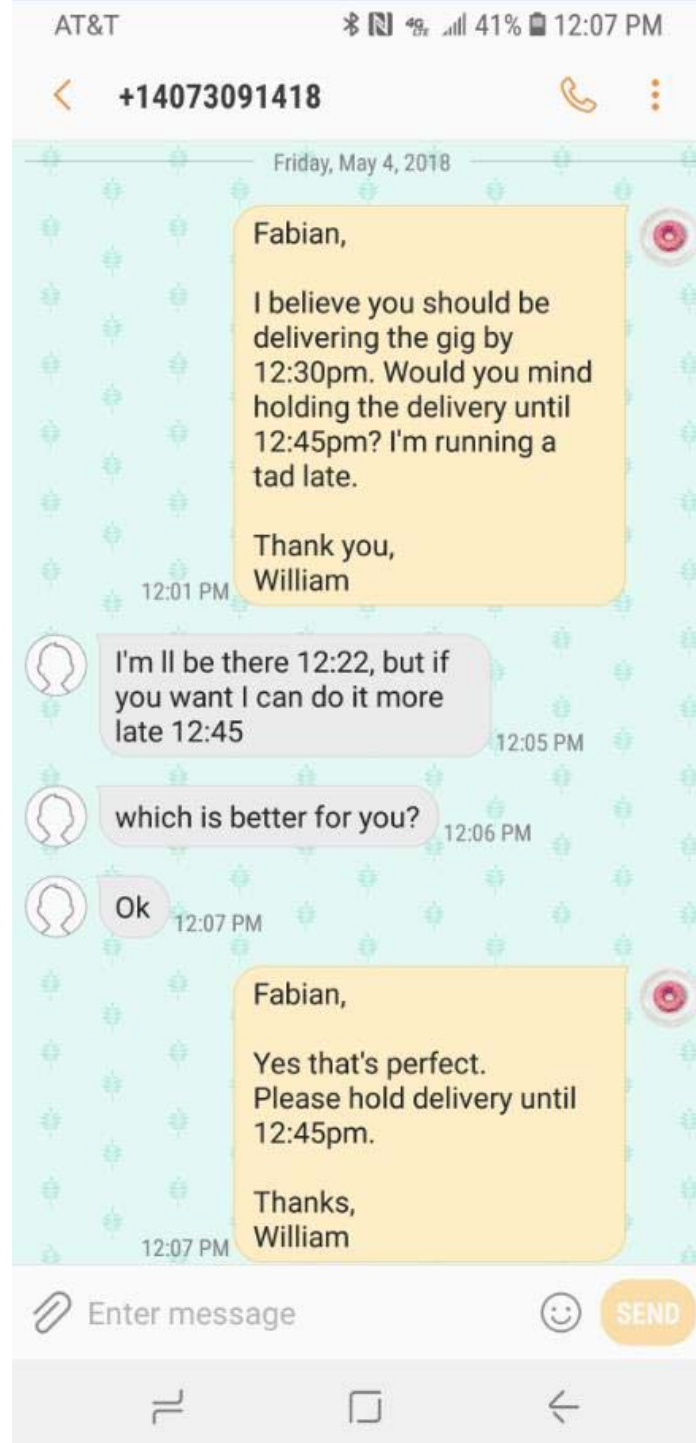 AT&T 41% 12:07 PM
+14073091418
Friday, May 4, 2018
Fabian,
I believe you should be
delivering the gig by
12:30pm. Would you mind
holding the delivery until
12:45pm? I'm running a
tad late.
Thank you,
William
12:01 PM
I'm ll be there 12:22, but if
you want I can do it more
late 12:45
12:05 PM
which is better for you?
12:06 PM
Ok
12:07 PM
Fabian,
Yes that's perfect.
Please hold delivery until
12:45pm.
Thanks,
William
12:07 PM
Enter message
SEND